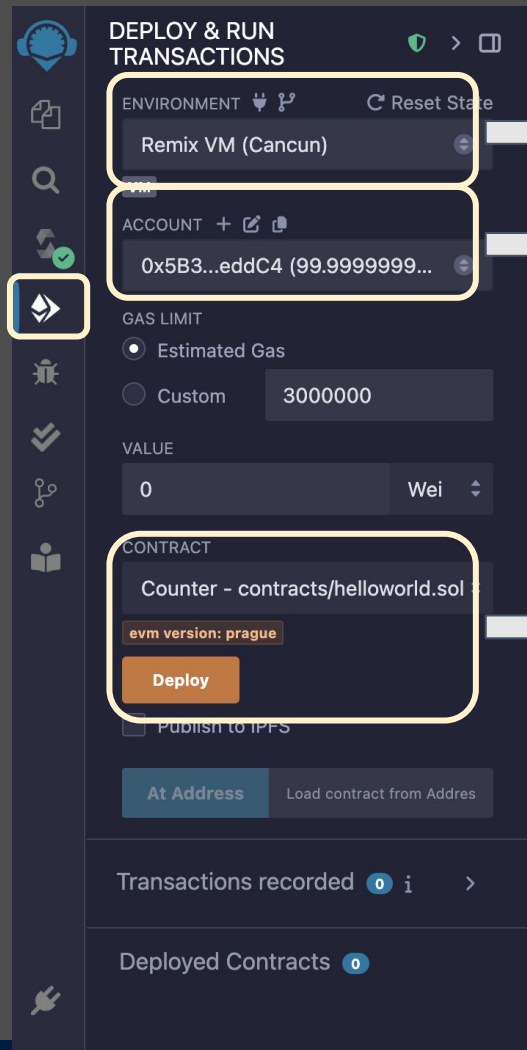 DEPLOY & RUN
TRANSACTIONS
ENVIRONMENT
Reset State
Remix VM (Cancun)
VM
ACCOUNT
0x5B3...eddC4 (99.9999999...
GAS LIMIT
Estimated Gas
Custom
3000000
VALUE
0
Wei
CONTRACT
Counter - contracts/helloworld.sol
evm version: prague
Deploy
Publish to IPFS
At Address
Load contract from Addres
Transactions recorded 0 i
Deployed Contracts 0